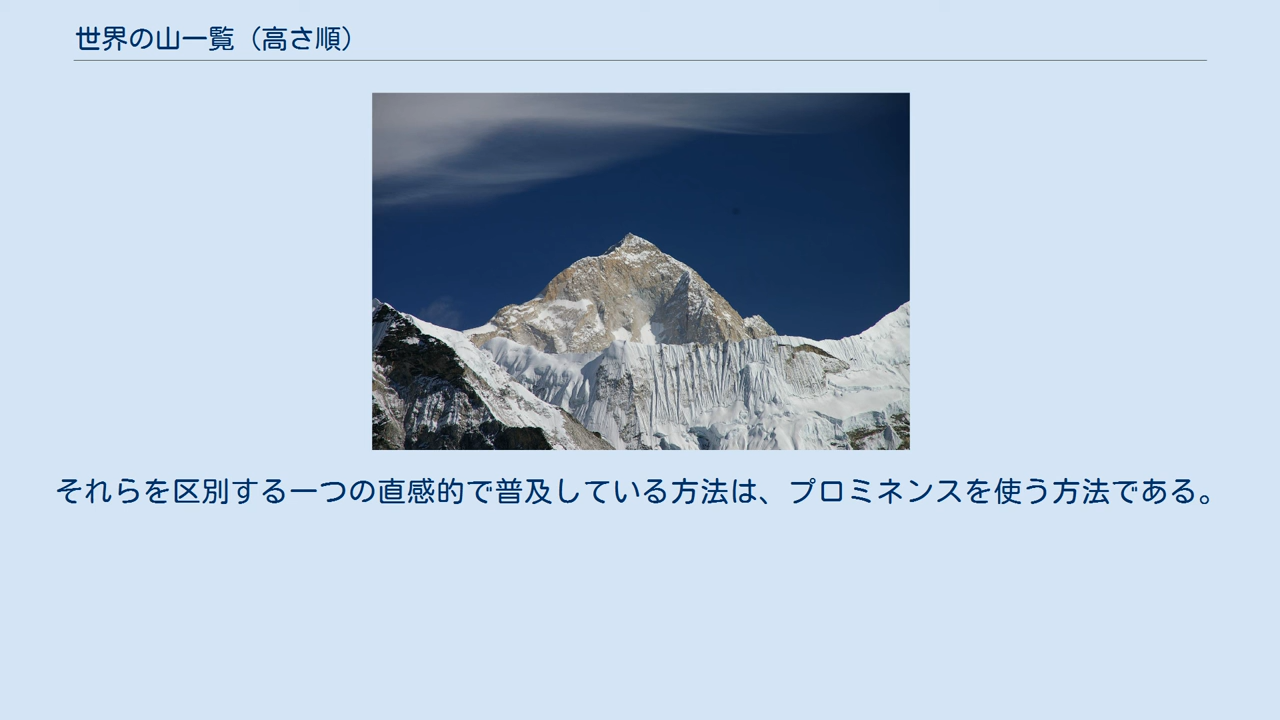 世界の山一覧（高さ順）
それらを区別する一つの直感的で普及している方法は、プロミネンスを使う方法である。